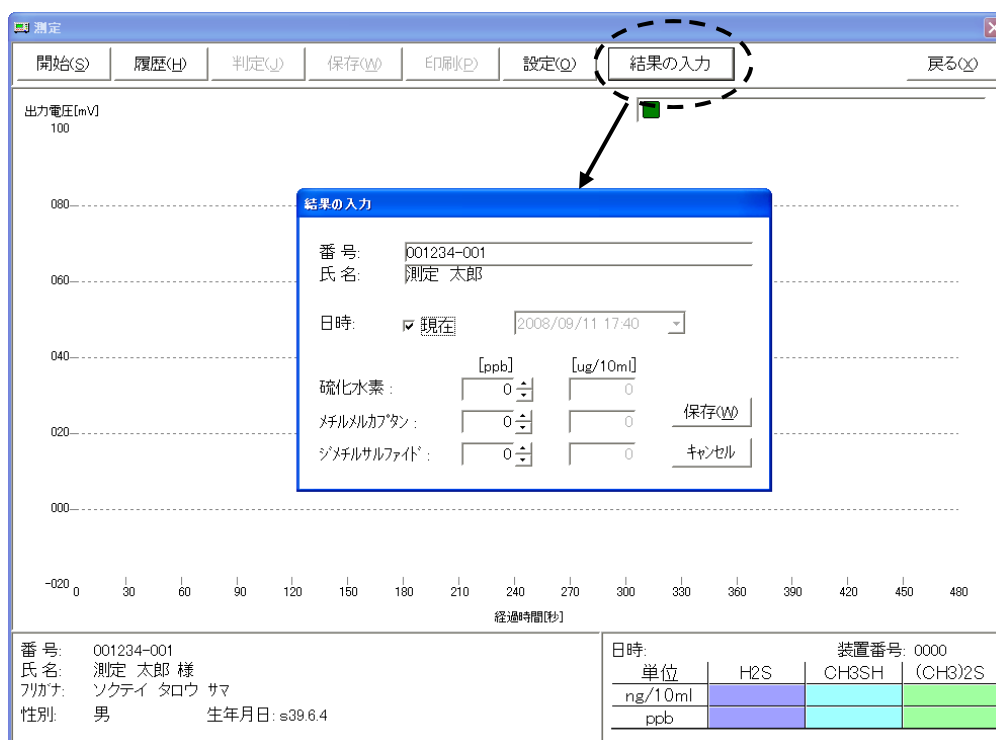 測定
開始(S) 履歴(H) 判定(J) 保存(W) 印刷(P) 設定(O) 結果の入力 戻る(X)
出力電圧[mV]
100
080
060
040
020
000
-020
0 30 60 90 120 150 180 210 240 270 300 330 360 390 420 450 480
経過時間[秒]
結果の入力
番 号: 001234-001
氏 名: 測定 太郎
日時: 現在 2008/09/11 17:40
[ppb] [ug/10ml]
硫化水素 : 0 0
メチルメルカプタン : 0 0
ジメチルサルファイド : 0 0
保存(W)
キャンセル
番 号: 001234-001
氏 名: 測定 太郎 様
フリガナ: ソクテイ タロウ サマ
性別: 男 生年月日: s39.6.4
日時: 装置番号: 0000
単位 H2S CH3SH (CH3)2S
ng/10ml
ppb